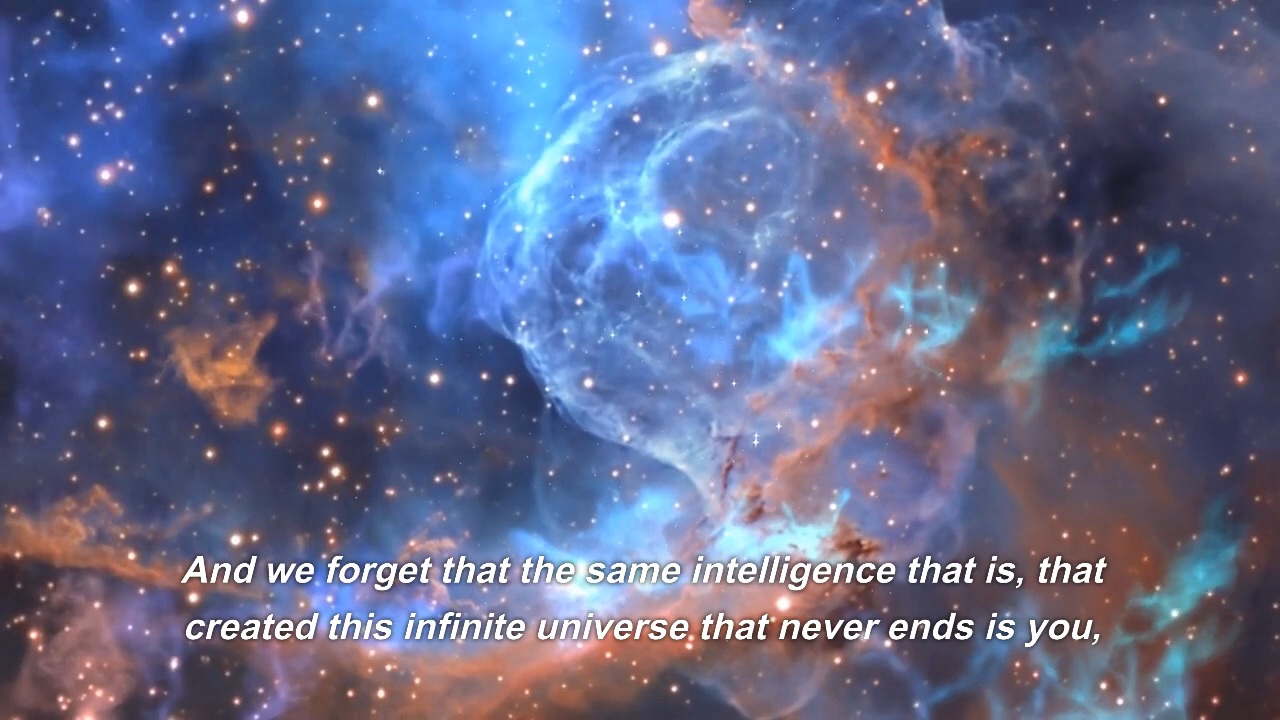 And we forget that the same intelligence that is, that
created this infinite universe that never ends is you,